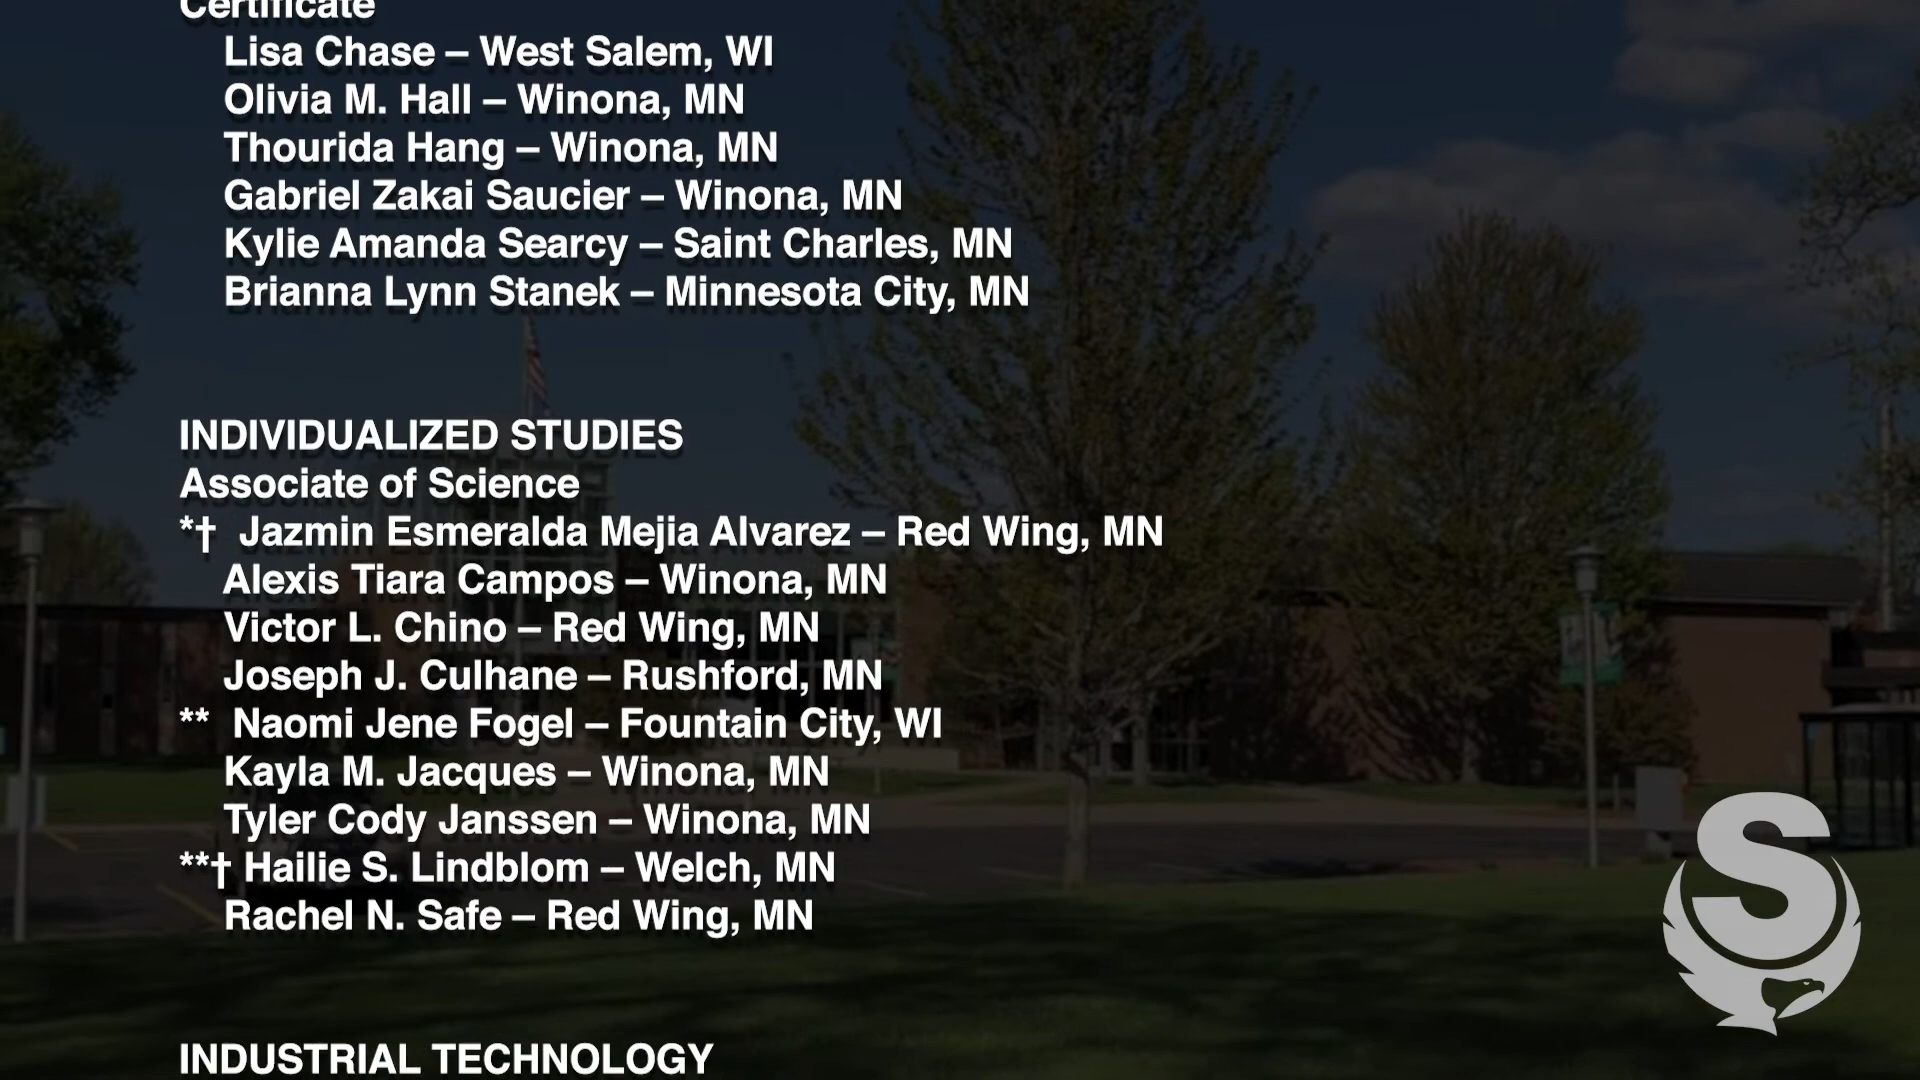 Certificate
Lisa Chase – West Salem, WI
Olivia M. Hall – Winona, MN
Thourida Hang – Winona, MN
Gabriel Zakai Saucier – Winona, MN
Kylie Amanda Searcy – Saint Charles, MN
Brianna Lynn Stanek – Minnesota City, MN
INDIVIDUALIZED STUDIES
Associate of Science
*† Jazmin Esmeralda Mejia Alvarez – Red Wing, MN
Alexis Tiara Campos – Winona, MN
Victor L. Chino – Red Wing, MN
Joseph J. Culhane – Rushford, MN
** Naomi Jene Fogel – Fountain City, WI
Kayla M. Jacques – Winona, MN
Tyler Cody Janssen – Winona, MN
**† Hailie S. Lindblom – Welch, MN
Rachel N. Safe – Red Wing, MN
INDUSTRIAL TECHNOLOGY
S